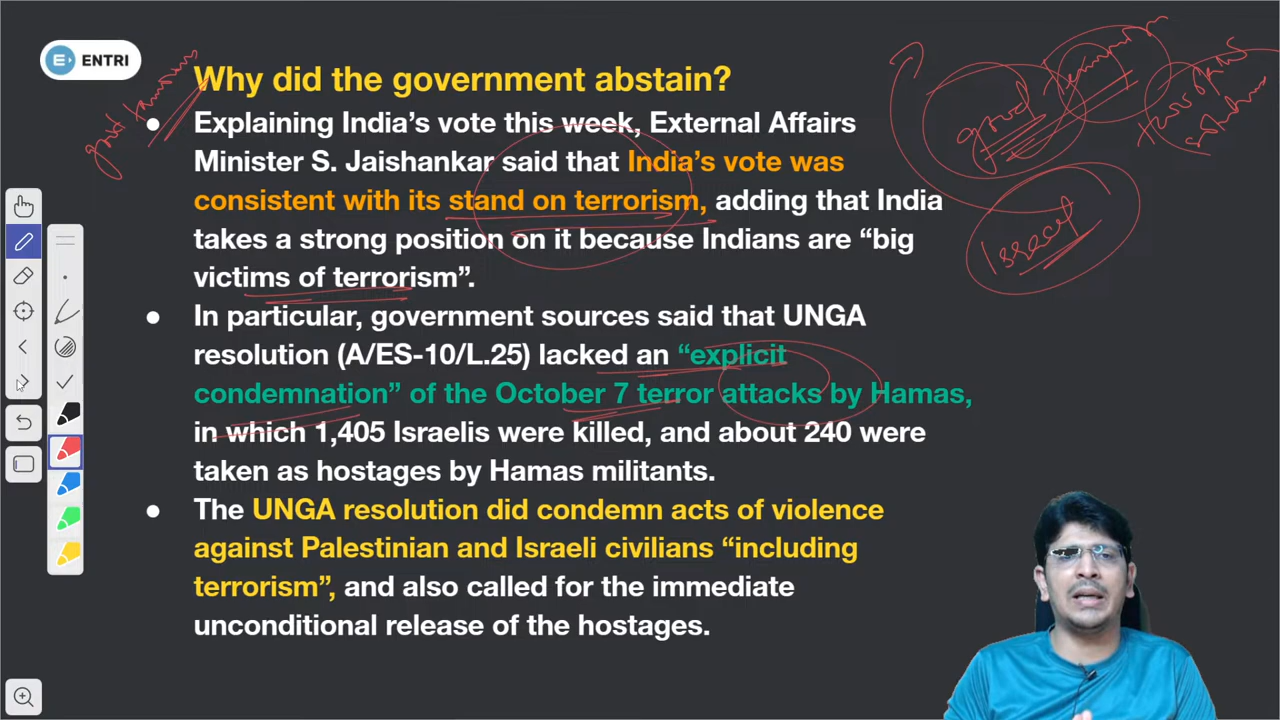 ENTRI
Why did the government abstain?
● Explaining India’s vote this week, External Affairs
Minister S. Jaishankar said that India’s vote was
consistent with its stand on terrorism, adding that India
takes a strong position on it because Indians are “big
victims of terrorism”.
● In particular, government sources said that UNGA
resolution (A/ES-10/L.25) lacked an “explicit
condemnation” of the October 7 terror attacks by Hamas,
in which 1,405 Israelis were killed, and about 240 were
taken as hostages by Hamas militants.
● The UNGA resolution did condemn acts of violence
against Palestinian and Israeli civilians “including
terrorism”, and also called for the immediate
unconditional release of the hostages.
good